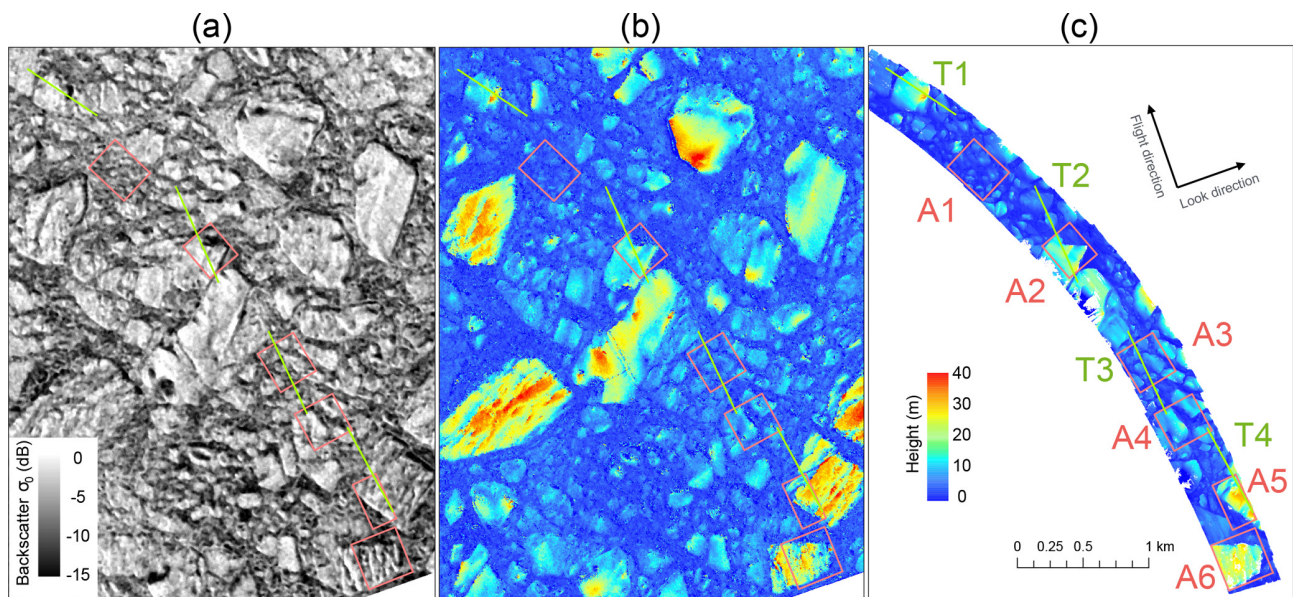 (a)
(b)
(c)
Backscatter σ0 (dB)
0
-5
-10
-15
T1
T2
T3
T4
A1
A2
A3
A4
A5
A6
Flight direction
Look direction
Height (m)
40
30
20
10
0
0 0.25 0.5 1 km